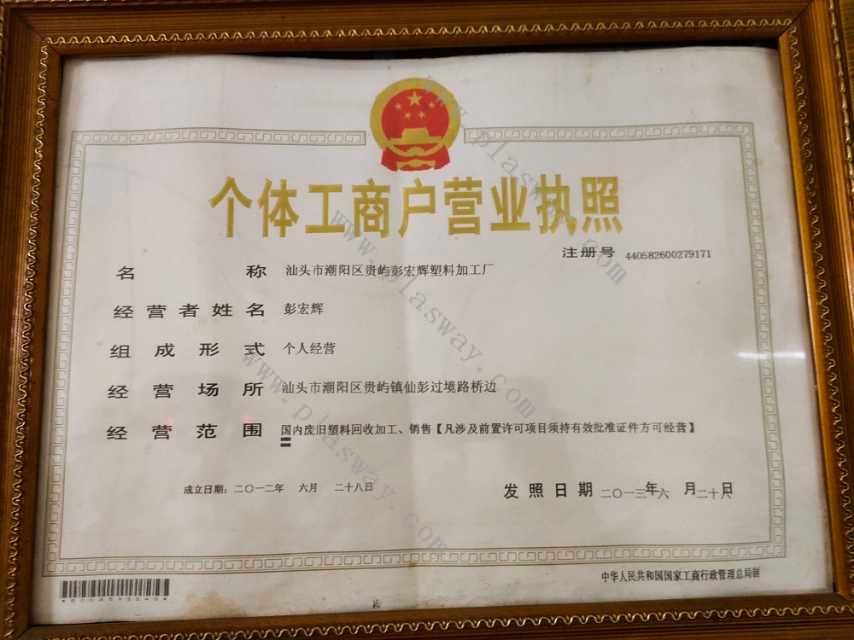 个体工商户营业执照
注册号 440582600279171
名称 汕头市潮阳区贵屿彭宏辉塑料加工厂
经营者姓名 彭宏辉
组成形式 个人经营
经营场所 汕头市潮阳区贵屿镇仙彭过境路桥边
经营范围 国内废旧塑料回收加工、销售【凡涉及前置许可项目须持有效批准证件方可经营】
成立日期：二〇一二年 六月 二十八日
发照日期 二〇一三年六月二十八日
中华人民共和国国家工商行政管理总局制
www.plasway.com
www.plasway.com
www.plasway.com